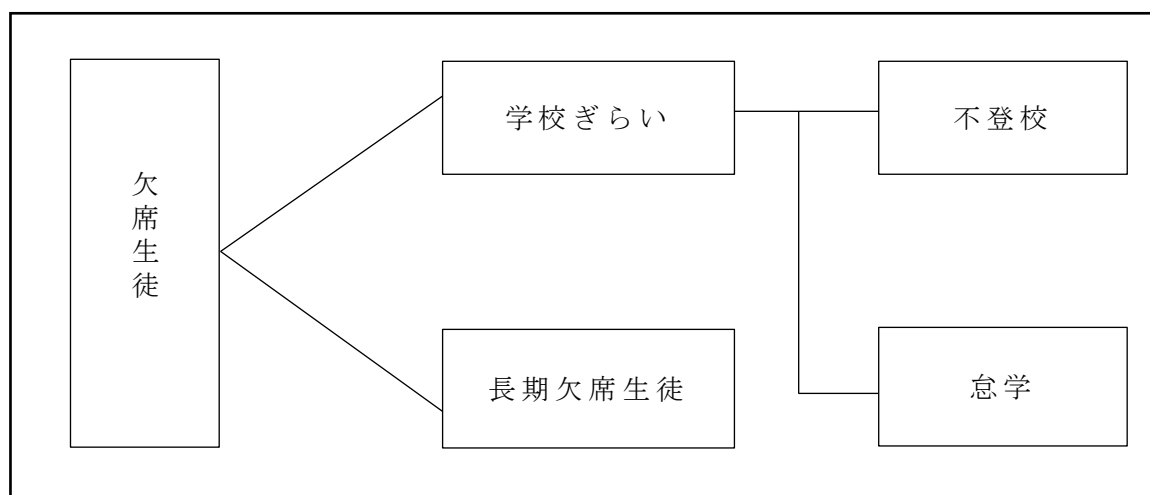 欠席生徒
学校ぎらい
不登校
長期欠席生徒
怠学